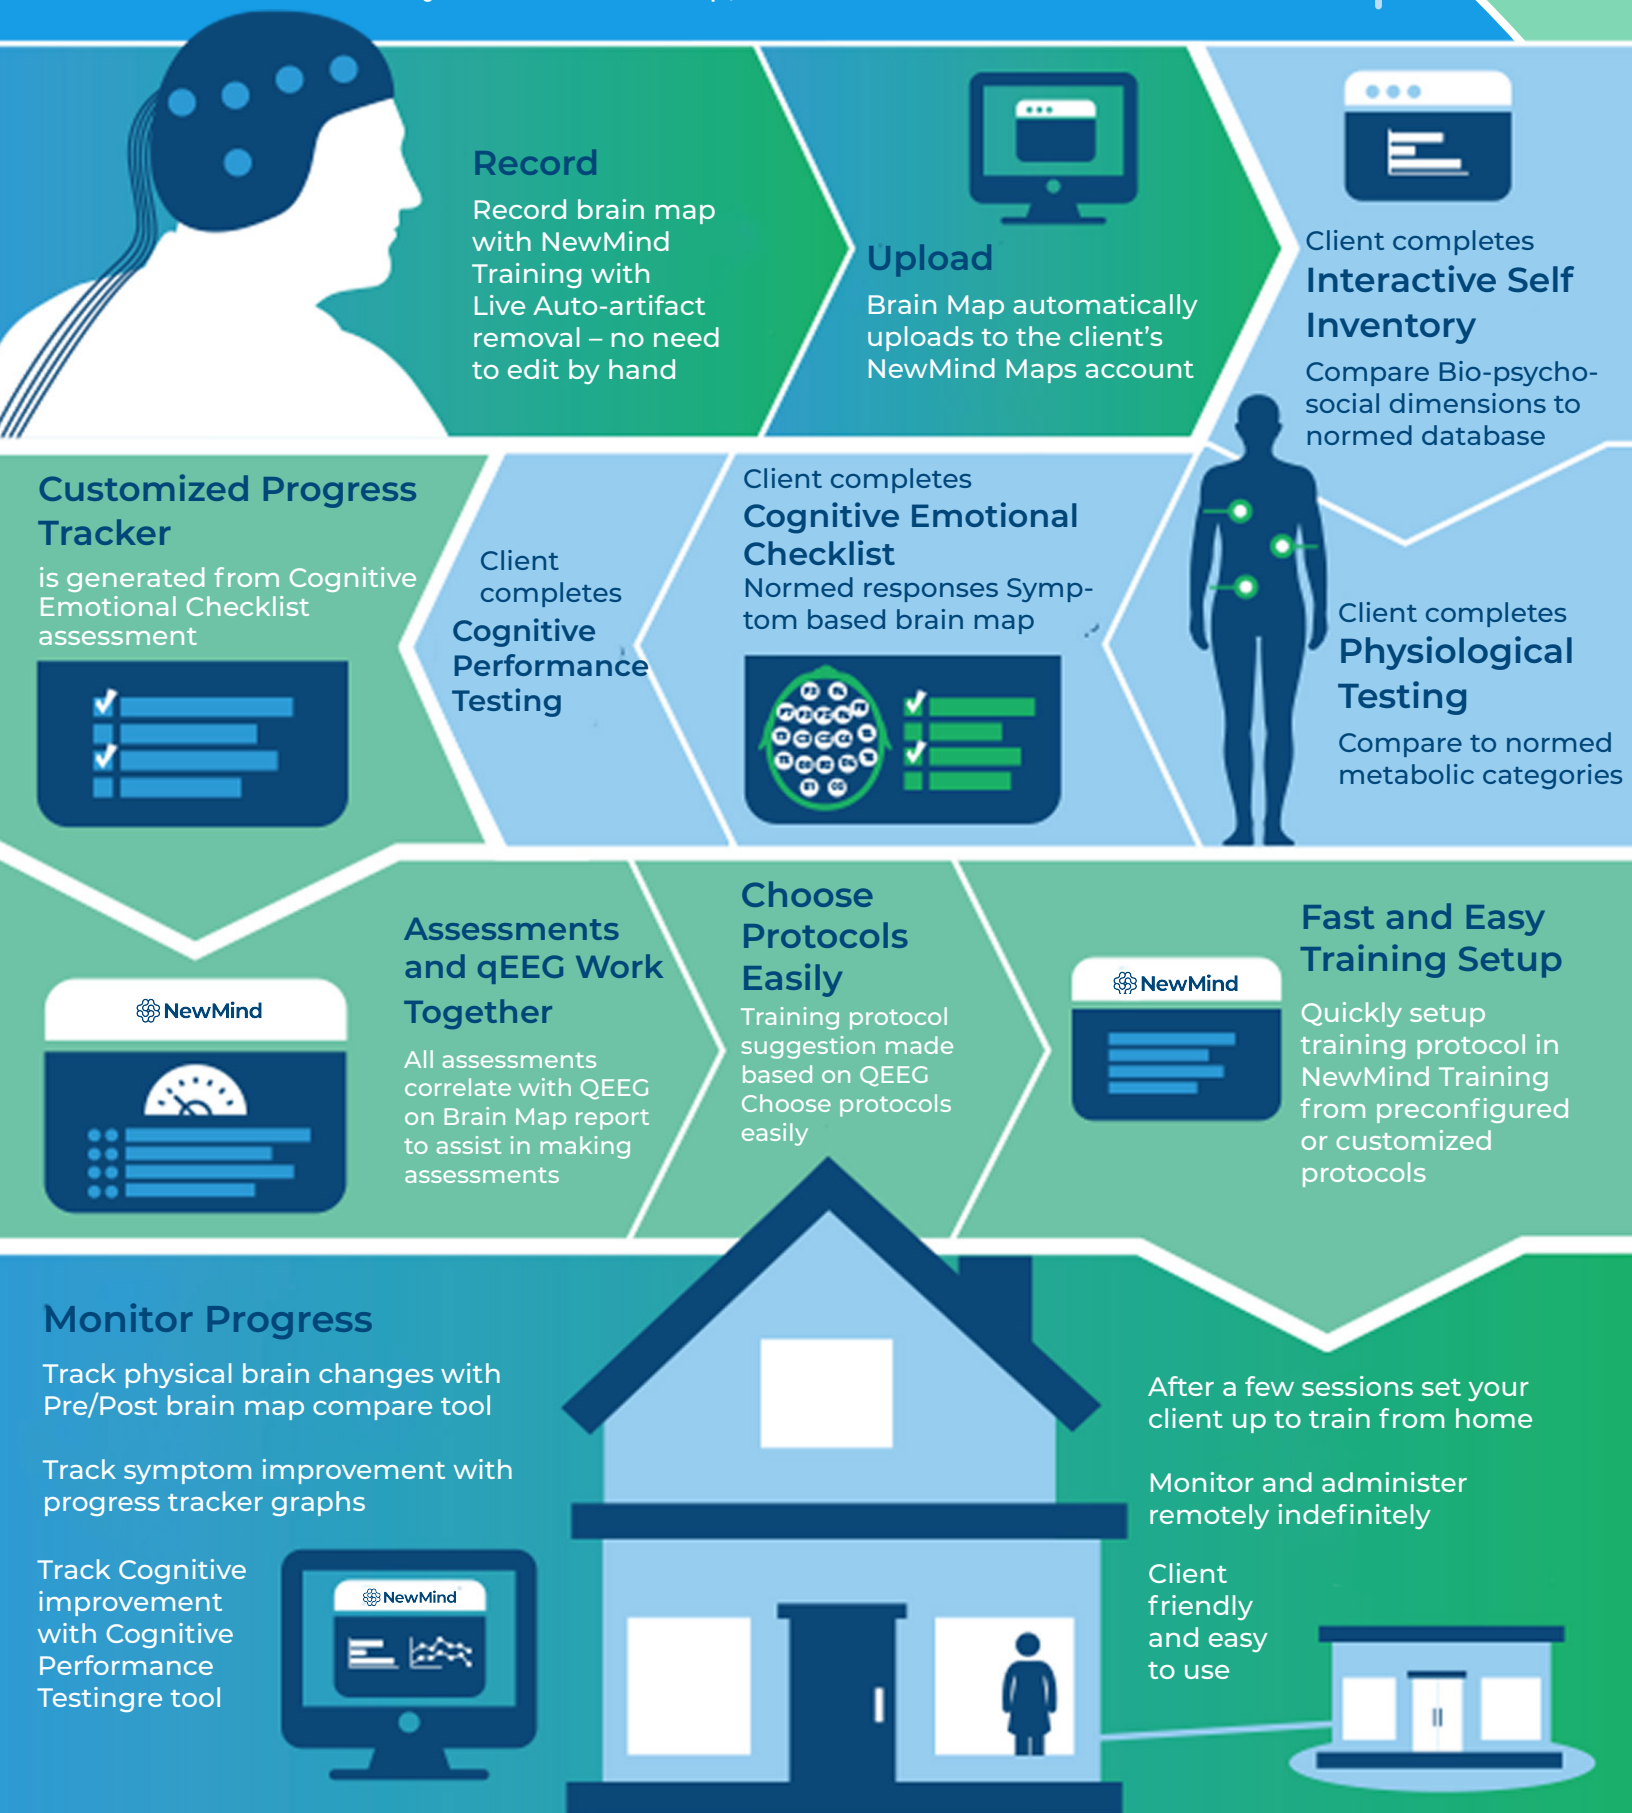 Record
Record brain map
with NewMind
Training with
Live Auto-artifact
removal – no need
to edit by hand
Upload
Brain Map automatically
uploads to the client's
NewMind Maps account
Client completes
Interactive Self
Inventory
Compare Bio-psycho-
social dimensions to
normed database
Client completes
Physiological
Testing
Compare to normed
metabolic categories
Client completes
Cognitive Emotional
Checklist
Normed responses Symp-
tom based brain map
Client
completes
Cognitive
Performance
Testing
Customized Progress
Tracker
is generated from Cognitive
Emotional Checklist
assessment
NewMind
Assessments
and qEEG Work
Together
All assessments
correlate with QEEG
on Brain Map report
to assist in making
assessments
Choose
Protocols
Easily
Training protocol
suggestion made
based on QEEG
Choose protocols
easily
NewMind
Fast and Easy
Training Setup
Quickly setup
training protocol in
NewMind Training
from preconfigured
or customized
protocols
Monitor Progress
Track physical brain changes with
Pre/Post brain map compare tool
Track symptom improvement with
progress tracker graphs
Track Cognitive
improvement
with Cognitive
Performance
Testingre tool
NewMind
After a few sessions set your
client up to train from home
Monitor and administer
remotely indefinitely
Client
friendly
and easy
to use